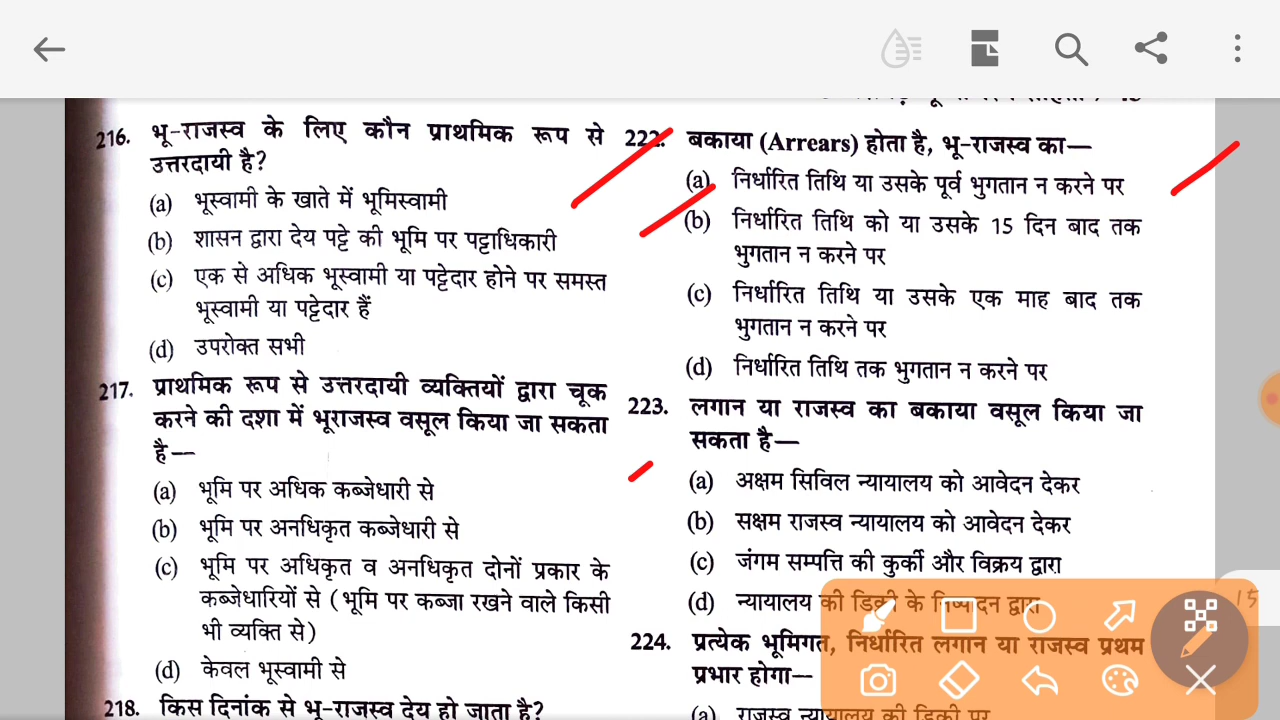 216. भू-राजस्व के लिए कौन प्राथमिक रूप से
उत्तरदायी है?
(a) भूस्वामी के खाते में भूमिस्वामी
(b) शासन द्वारा देय पट्टे की भूमि पर पट्टाधिकारी
(c) एक से अधिक भूस्वामी या पट्टेदार होने पर समस्त
भूस्वामी या पट्टेदार हैं
(d) उपरोक्त सभी
217. प्राथमिक रूप से उत्तरदायी व्यक्तियों द्वारा चूक
करने की दशा में भूराजस्व वसूल किया जा सकता
है—
(a) भूमि पर अधिक कब्जेधारी से
(b) भूमि पर अनधिकृत कब्जेधारी से
(c) भूमि पर अधिकृत व अनधिकृत दोनों प्रकार के
कब्जेधारियों से (भूमि पर कब्जा रखने वाले किसी
भी व्यक्ति से)
(d) केवल भूस्वामी से
218. किस दिनांक से भू-राजस्व देय हो जाता है?
222. बकाया (Arrears) होता है, भू-राजस्व का—
(a) निर्धारित तिथि या उसके पूर्व भुगतान न करने पर
(b) निर्धारित तिथि को या उसके 15 दिन बाद तक
भुगतान न करने पर
(c) निर्धारित तिथि या उसके एक माह बाद तक
भुगतान न करने पर
(d) निर्धारित तिथि तक भुगतान न करने पर
223. लगान या राजस्व का बकाया वसूल किया जा
सकता है—
(a) अक्षम सिविल न्यायालय को आवेदन देकर
(b) सक्षम राजस्व न्यायालय को आवेदन देकर
(c) जंगम सम्पत्ति की कुर्की और विक्रय द्वारा
(d) न्यायालय की डिक्री के निष्पादन द्वारा
224. प्रत्येक भूमिगत, निर्धारित लगान या राजस्व प्रथम
प्रभार होगा—
(a) राजस्व न्यायालय की डिक्री पर